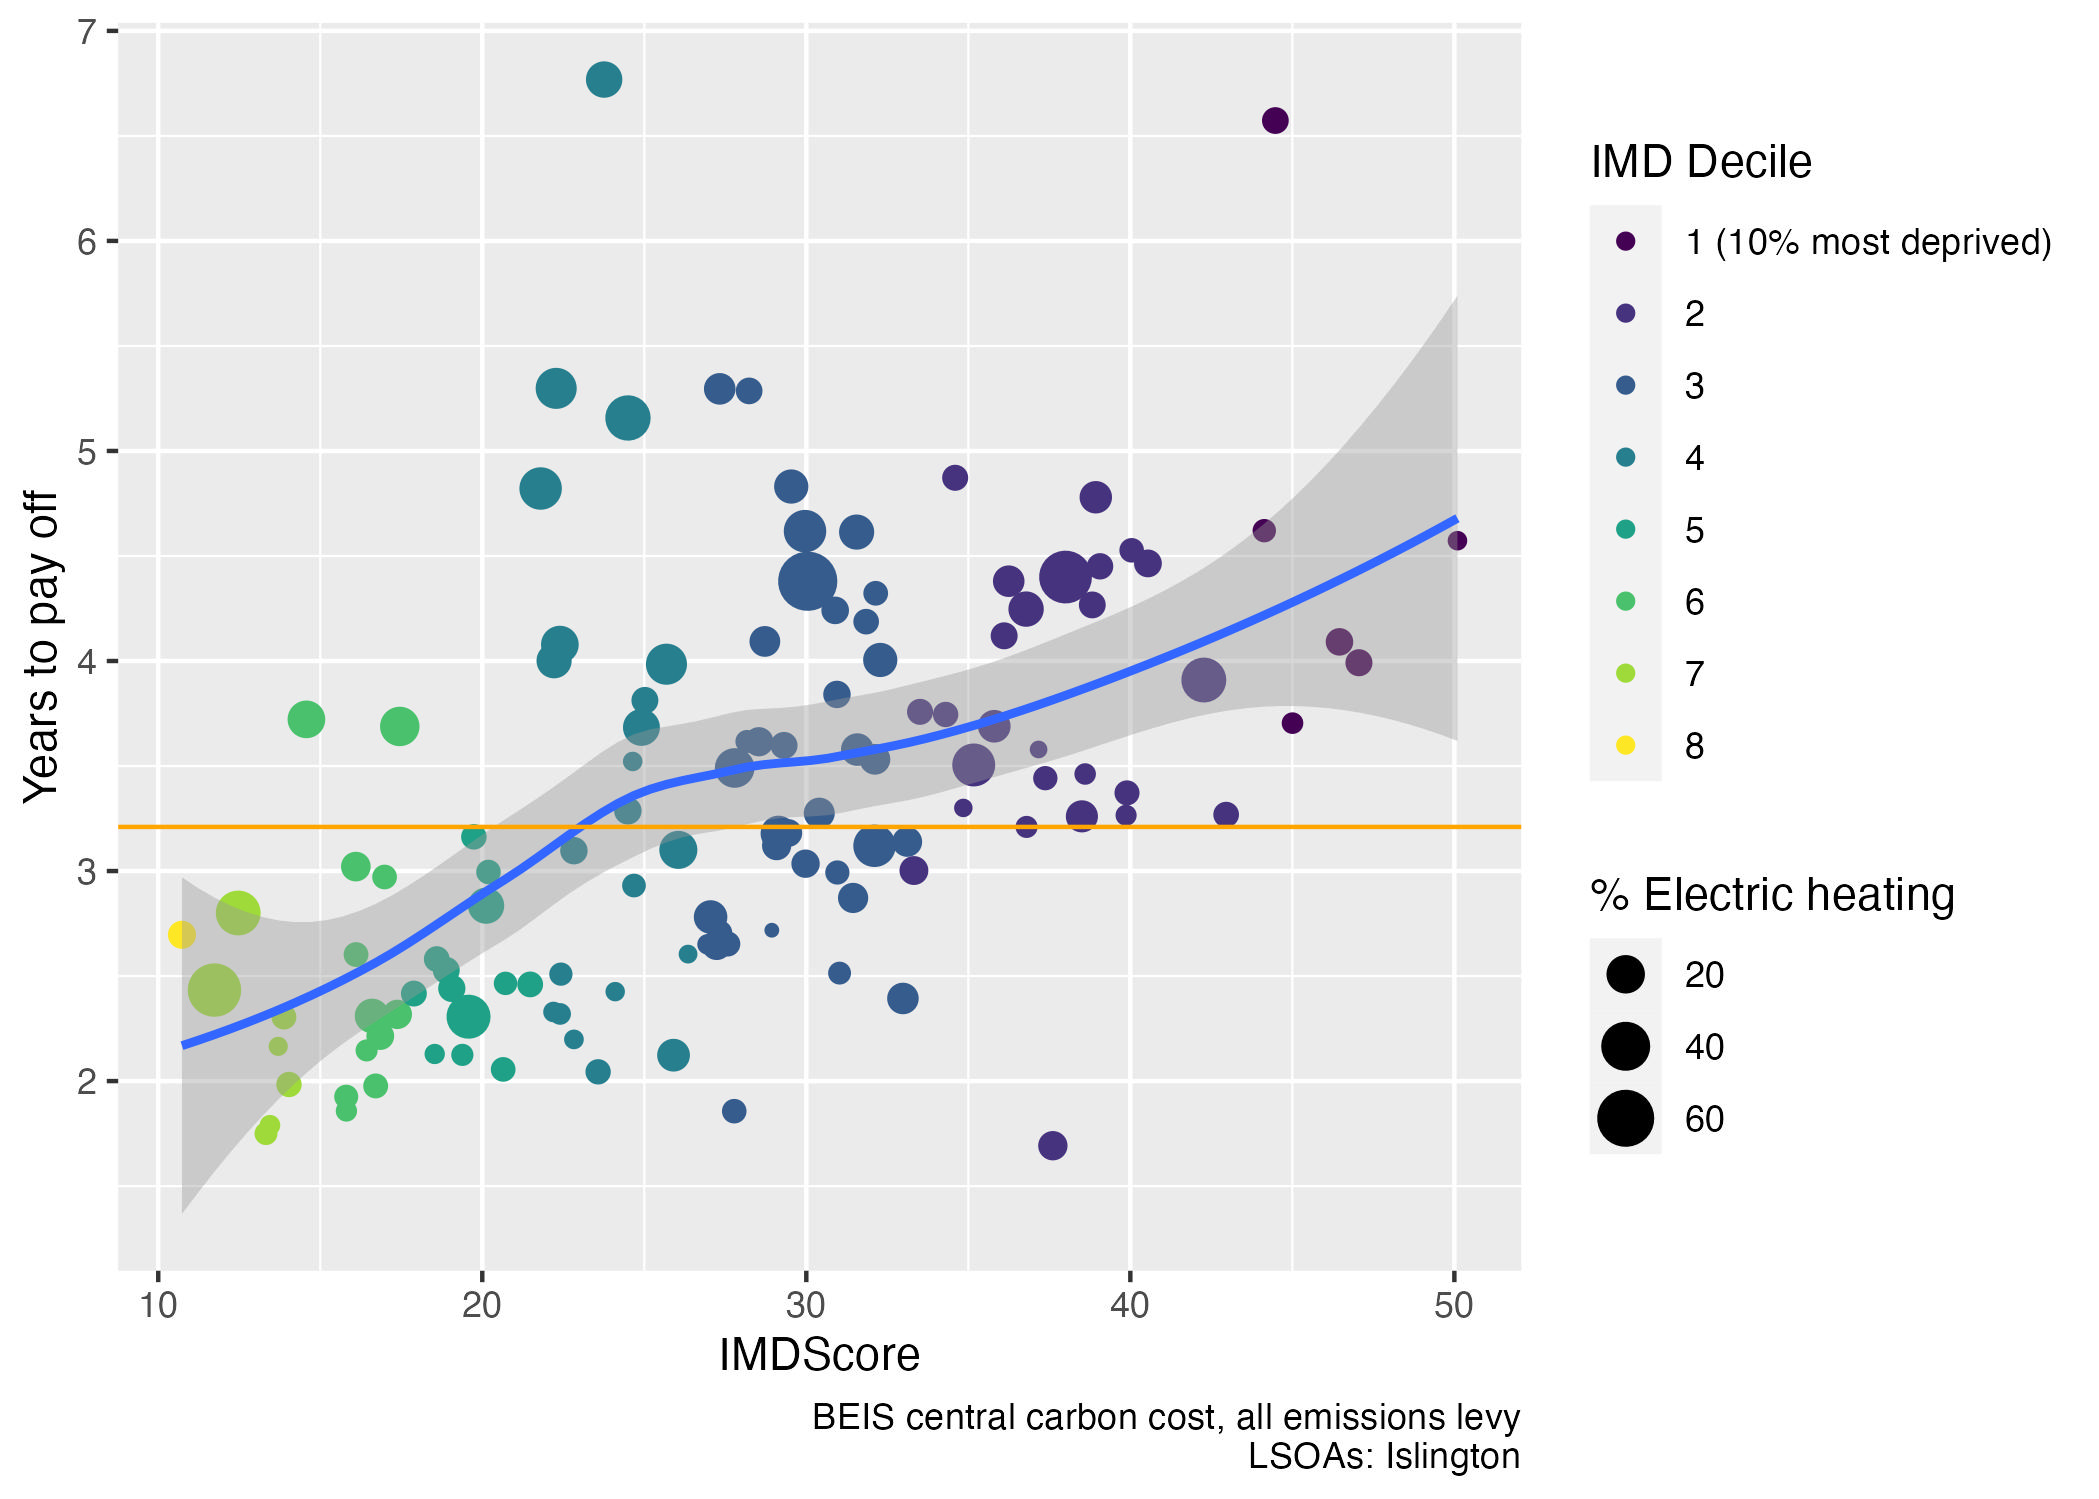 7
6
5
4
3
2
Years to pay off
10 20 30 40 50
IMDScore
BEIS central carbon cost, all emissions levy
LSOAs: Islington
IMD Decile
1 (10% most deprived)
2
3
4
5
6
7
8
% Electric heating
20
40
60